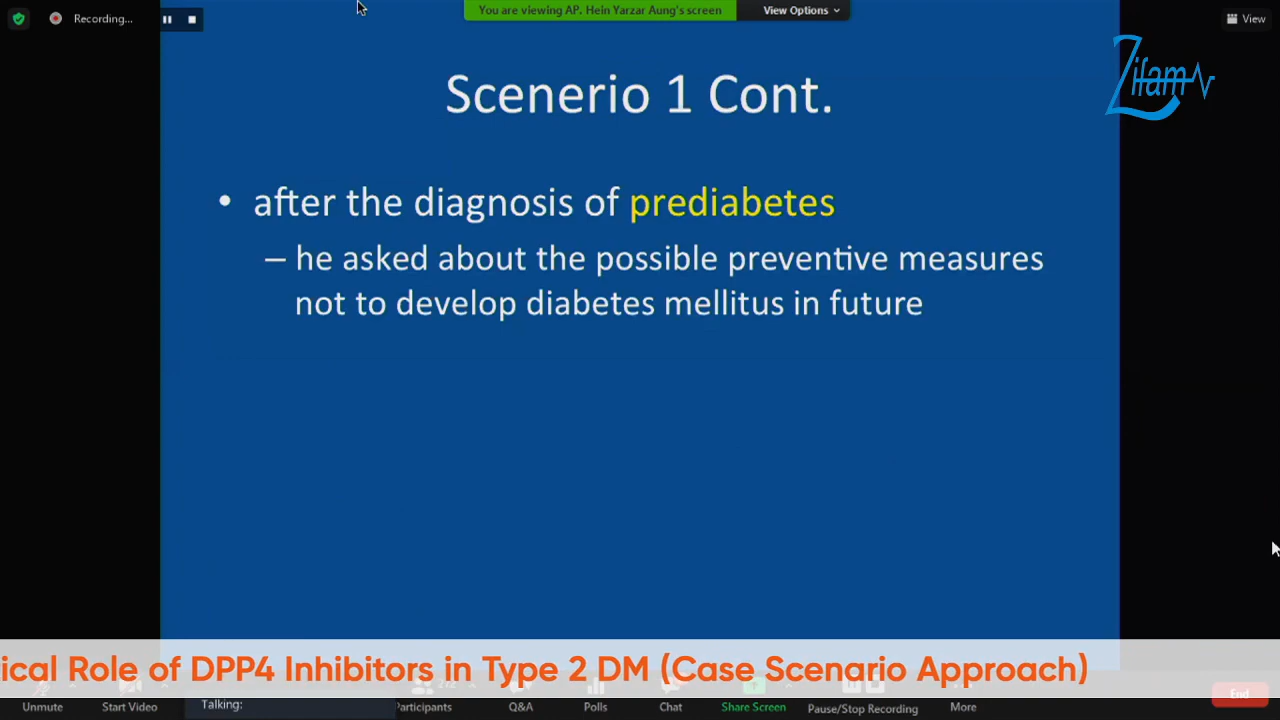 Recording...
You are viewing AP. Hein Yarzar Aung's screen
View Options
View
Zifam
Scenerio 1 Cont.
• after the diagnosis of prediabetes
– he asked about the possible preventive measures
not to develop diabetes mellitus in future
ical Role of DPP4 Inhibitors in Type 2 DM (Case Scenario Approach)
Unmute
Start Video
Talking:
Participants
Q&A
Polls
Chat
Share Screen
Pause/Stop Recording
More
End